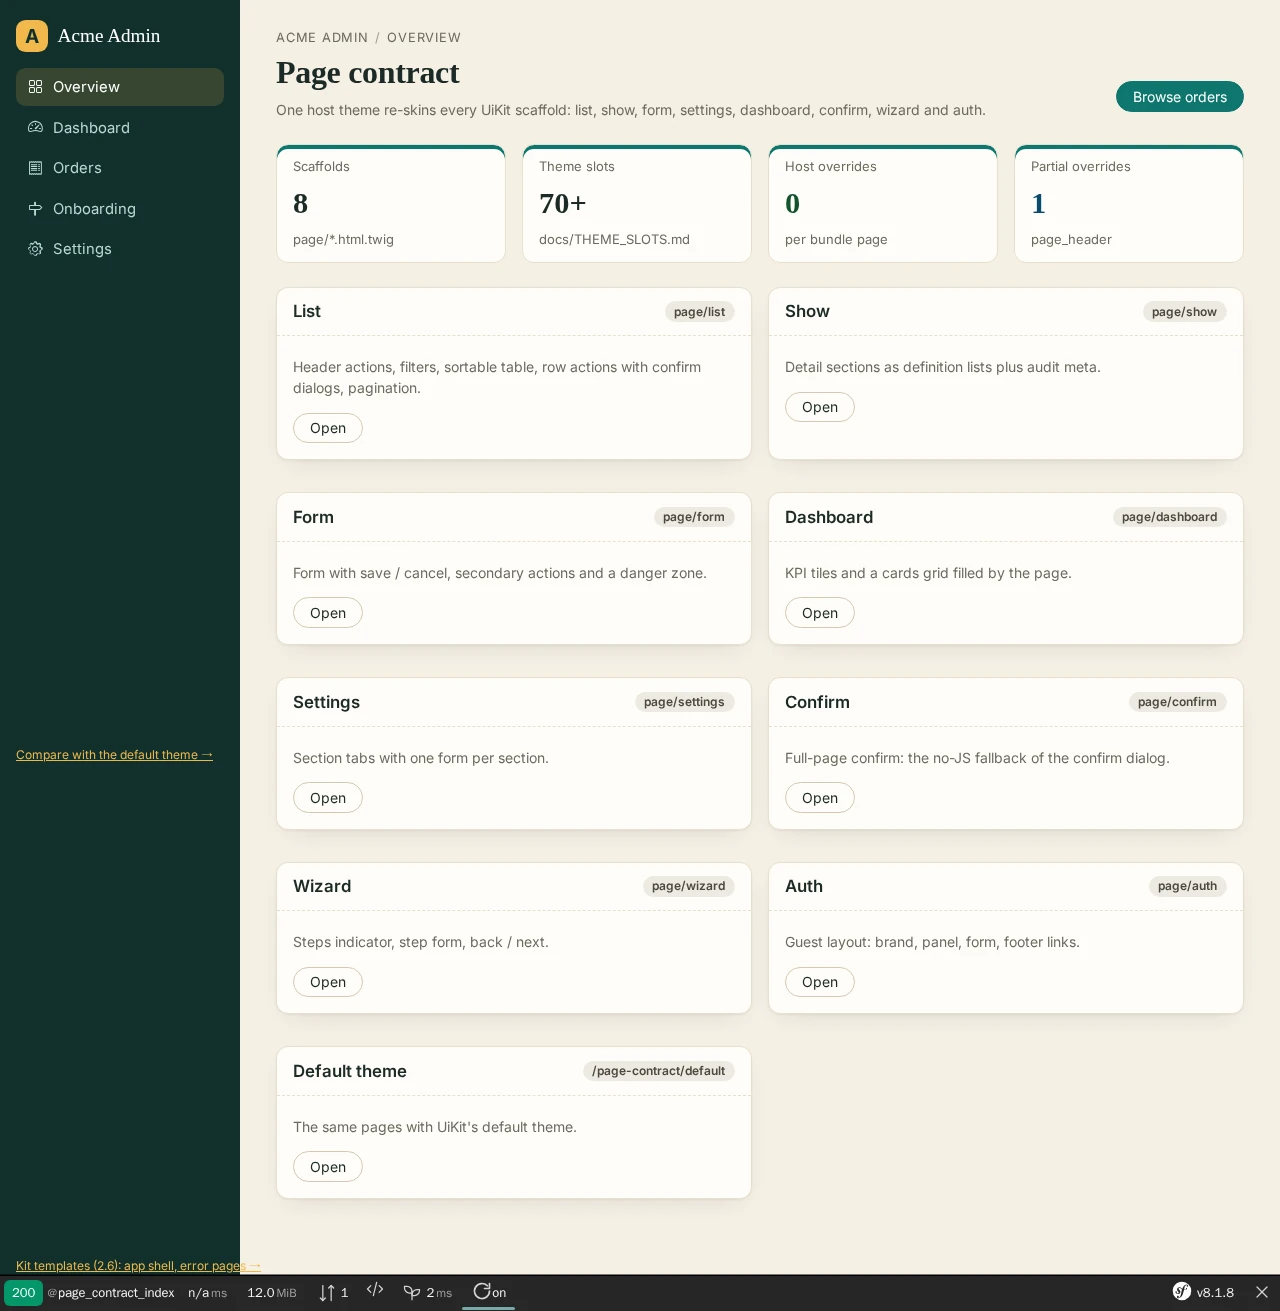 A Acme Admin
Overview
Dashboard
Orders
Onboarding
Settings
Compare with the default theme →
Kit templates (2.6): app shell, error pages →
ACME ADMIN / OVERVIEW
Page contract
One host theme re-skins every UiKit scaffold: list, show, form, settings, dashboard, confirm, wizard and auth.
Browse orders
Scaffolds
8
page/*.html.twig
Theme slots
70+
docs/THEME_SLOTS.md
Host overrides
0
per bundle page
Partial overrides
1
page_header
List page/list
Header actions, filters, sortable table, row actions with confirm
dialogs, pagination.
Open
Show page/show
Detail sections as definition lists plus audit meta.
Open
Form page/form
Form with save / cancel, secondary actions and a danger zone.
Open
Dashboard page/dashboard
KPI tiles and a cards grid filled by the page.
Open
Settings page/settings
Section tabs with one form per section.
Open
Confirm page/confirm
Full-page confirm: the no-JS fallback of the confirm dialog.
Open
Wizard page/wizard
Steps indicator, step form, back / next.
Open
Auth page/auth
Guest layout: brand, panel, form, footer links.
Open
Default theme /page-contract/default
The same pages with UiKit's default theme.
Open
200 @page_contract_index n/a ms 12.0 MiB 1 </> 2 ms on sf v8.1.8